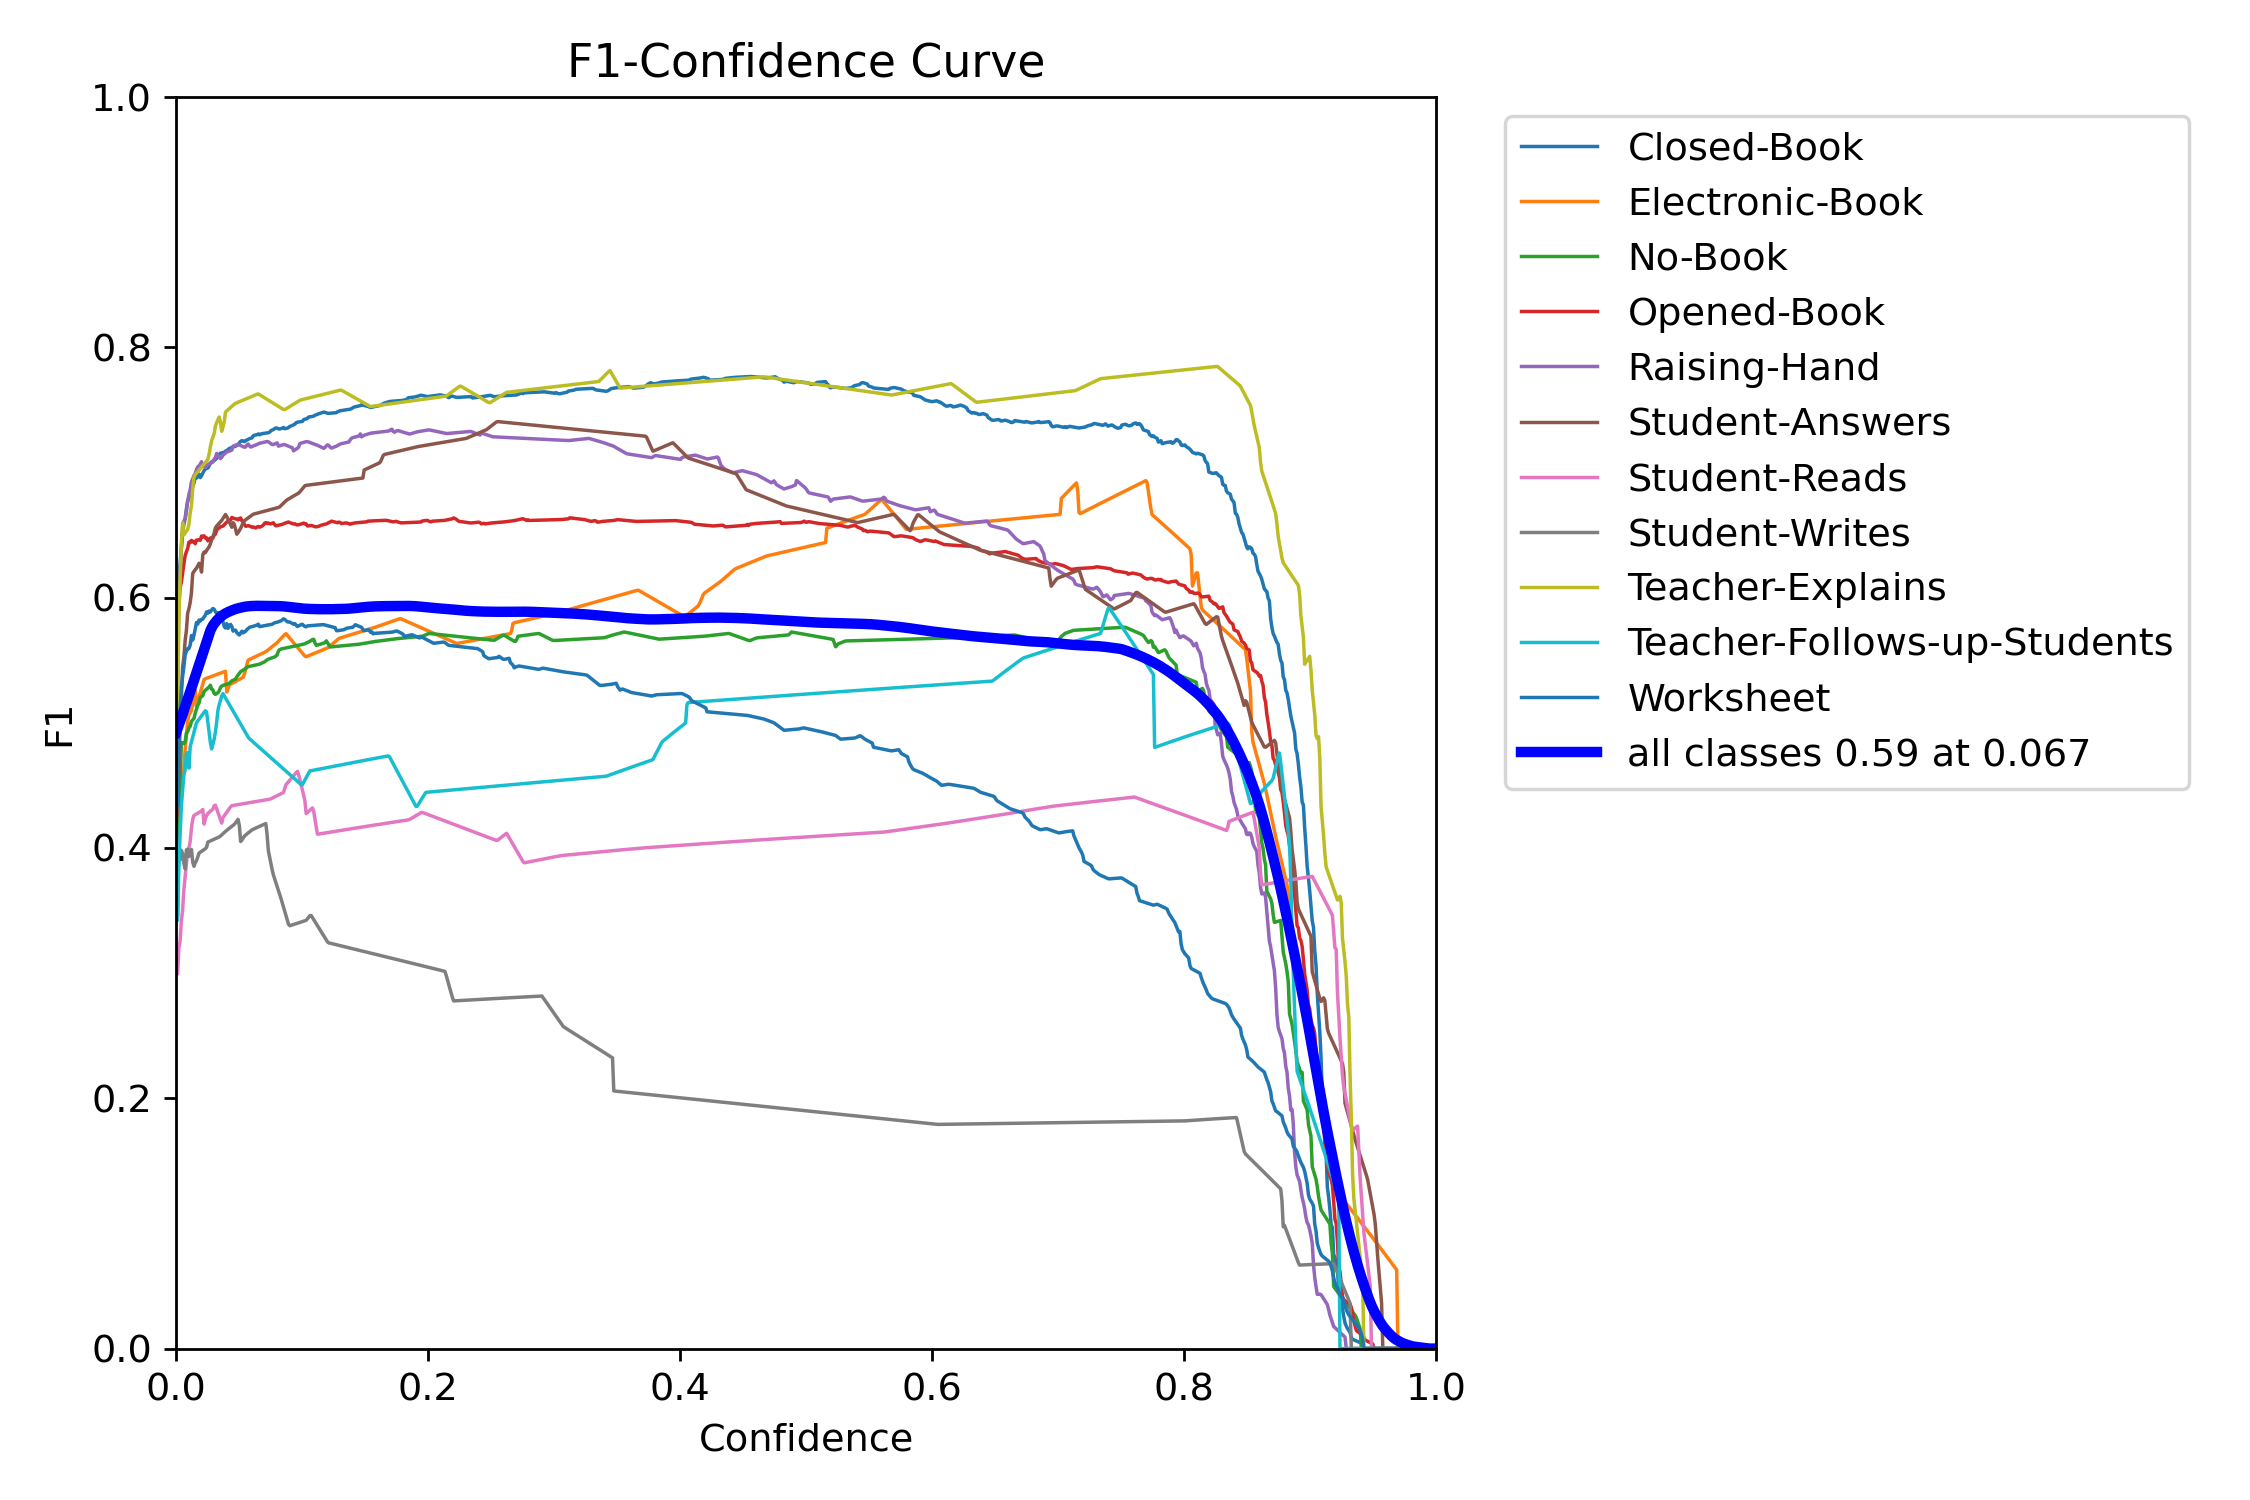 F1-Confidence Curve
1.0
0.8
0.6
0.4
0.2
0.0
F1
0.0 0.2 0.4 0.6 0.8 1.0
Confidence
Closed-Book
Electronic-Book
No-Book
Opened-Book
Raising-Hand
Student-Answers
Student-Reads
Student-Writes
Teacher-Explains
Teacher-Follows-up-Students
Worksheet
all classes 0.59 at 0.067